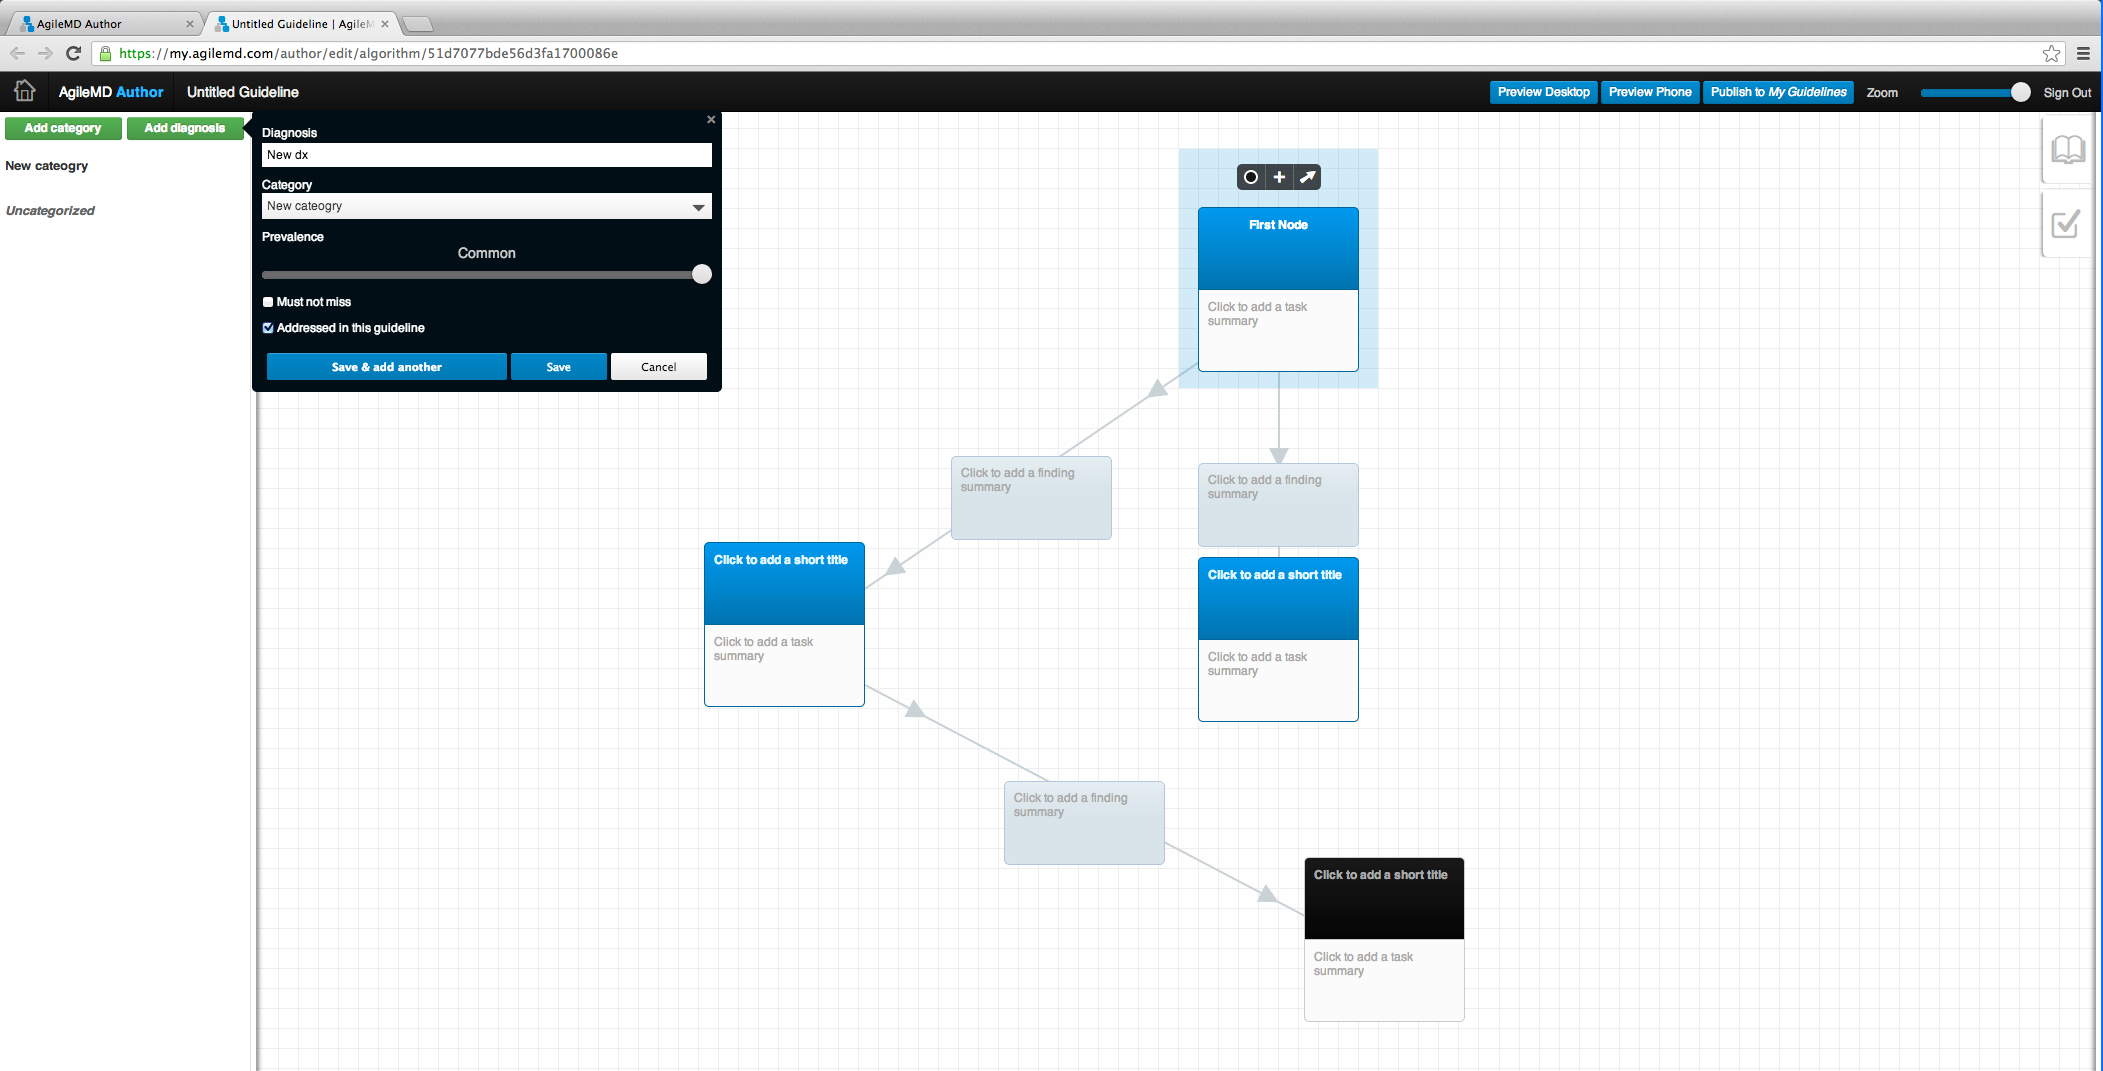 AgileMD Author
Untitled Guideline | AgileM
https://my.agilemd.com/author/edit/algorithm/51d7077bde56d3fa1700086e
AgileMD Author
Untitled Guideline
Preview Desktop
Preview Phone
Publish to My Guidelines
Zoom
Sign Out
Add category
Add diagnosis
New cateogry
Uncategorized
Diagnosis
New dx
Category
New cateogry
Prevalence
Common
Must not miss
Addressed in this guideline
Save & add another
Save
Cancel
First Node
Click to add a task
summary
Click to add a finding
summary
Click to add a finding
summary
Click to add a short title
Click to add a task
summary
Click to add a short title
Click to add a task
summary
Click to add a finding
summary
Click to add a short title
Click to add a task
summary